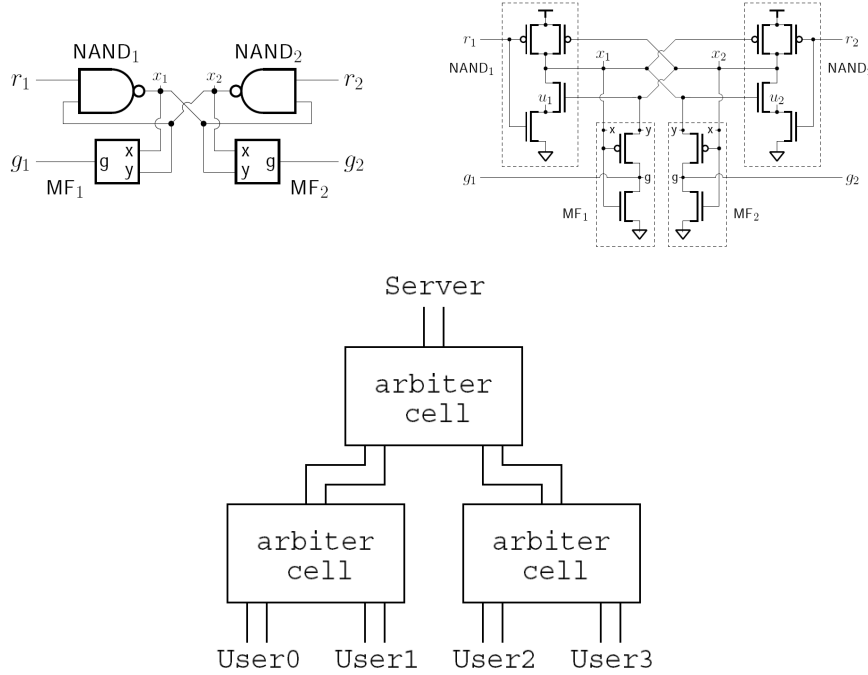 NAND₁ NAND₂
r₁ x₁ x₂ r₂
g₁ g x y x y g g₂
MF₁ MF₂
r₁ x₁ x₂ r₂
NAND₁ NAND
u₁ u₂
x y y x
g₁ g g g₂
MF₁ MF₂
Server
arbiter arbiter arbiter
cell cell cell
User0 User1 User2 User3